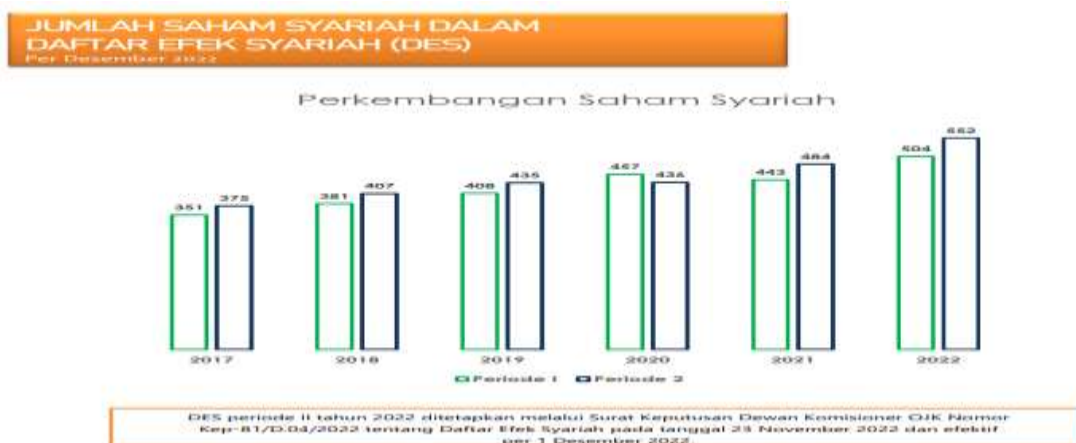 JUMLAH SAHAM SYARIAH DALAM
DAFTAR EFEK SYARIAH (DES)
Per Desember 2022
Perkembangan Saham Syariah
351 375 381 407 408 435 457 436 443 484 504 552
2017 2018 2019 2020 2021 2022
Periode 1 Periode 2
DES periode II tahun 2022 ditetapkan melalui Surat Keputusan Dewan Komisioner OJK Nomor
Kep-81/D.04/2022 tentang Daftar Efek Syariah pada tanggal 23 November 2022 dan efektif
per 1 Desember 2022.